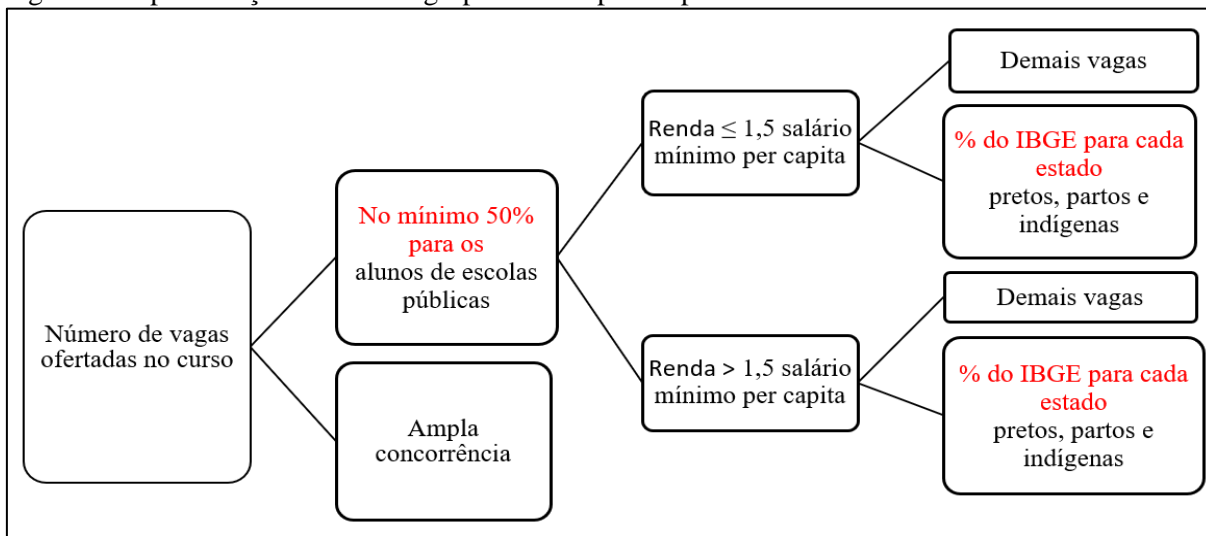 Número de vagas
ofertadas no curso
No mínimo 50%
para os
alunos de escolas
públicas
Ampla
concorrência
Renda ≤ 1,5 salário
mínimo per capita
Renda > 1,5 salário
mínimo per capita
Demais vagas
% do IBGE para cada
estado
pretos, partos e
indígenas
Demais vagas
% do IBGE para cada
estado
pretos, partos e
indígenas